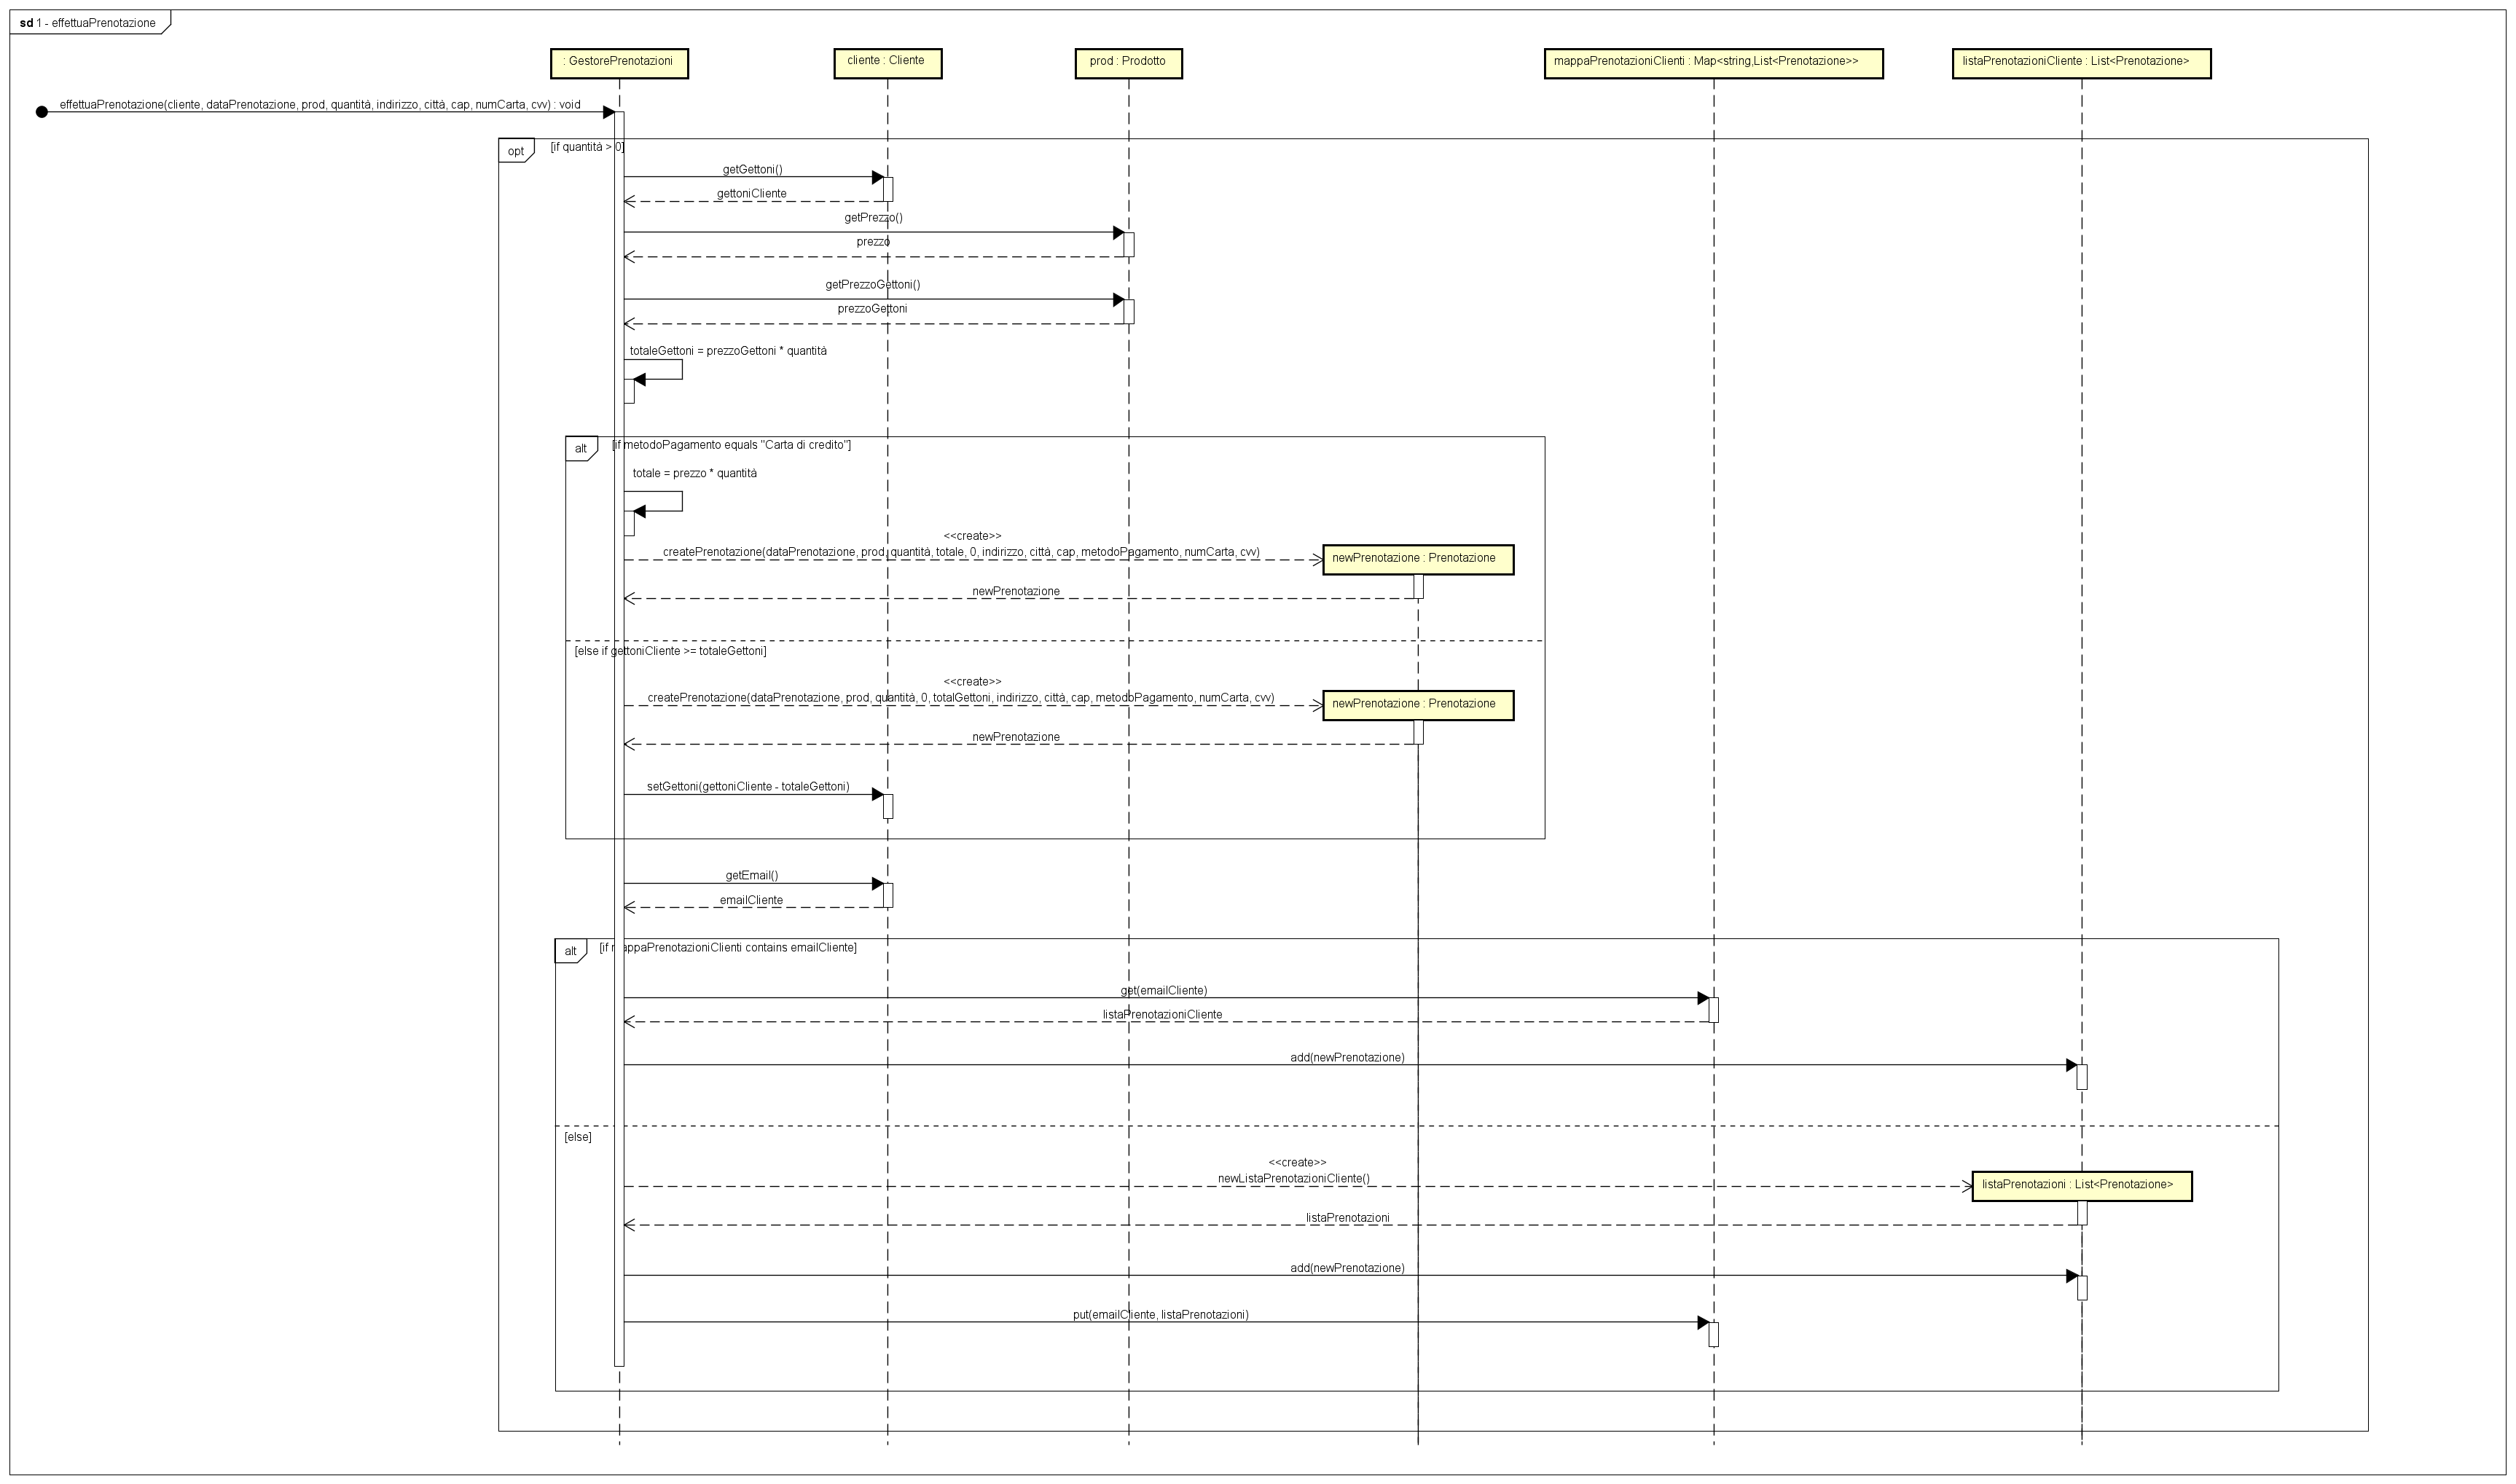 sd 1 - effettuaPrenotazione
: GestorePrenotazioni
cliente : Cliente
prod : Prodotto
mappaPrenotazioniClienti : Map<string,List<Prenotazione>>
listaPrenotazioniCliente : List<Prenotazione>
effettuaPrenotazione(cliente, dataPrenotazione, prod, quantità, indirizzo, città, cap, numCarta, cvv) : void
opt
[if quantità > 0]
getGettoni()
gettoniCliente
getPrezzo()
prezzo
getPrezzoGettoni()
prezzoGettoni
totaleGettoni = prezzoGettoni * quantità
alt
[if metodoPagamento equals "Carta di credito"]
totale = prezzo * quantità
<<create>>
createPrenotazione(dataPrenotazione, prod, quantità, totale, 0, indirizzo, città, cap, metodoPagamento, numCarta, cvv)
newPrenotazione : Prenotazione
newPrenotazione
[else if gettoniCliente >= totaleGettoni]
<<create>>
createPrenotazione(dataPrenotazione, prod, quantità, 0, totalGettoni, indirizzo, città, cap, metodoPagamento, numCarta, cvv)
newPrenotazione : Prenotazione
newPrenotazione
setGettoni(gettoniCliente - totaleGettoni)
getEmail()
emailCliente
alt
[if mappaPrenotazioniClienti contains emailCliente]
get(emailCliente)
listaPrenotazioniCliente
add(newPrenotazione)
[else]
<<create>>
newListaPrenotazioniCliente()
listaPrenotazioni : List<Prenotazione>
listaPrenotazioni
add(newPrenotazione)
put(emailCliente, listaPrenotazioni)